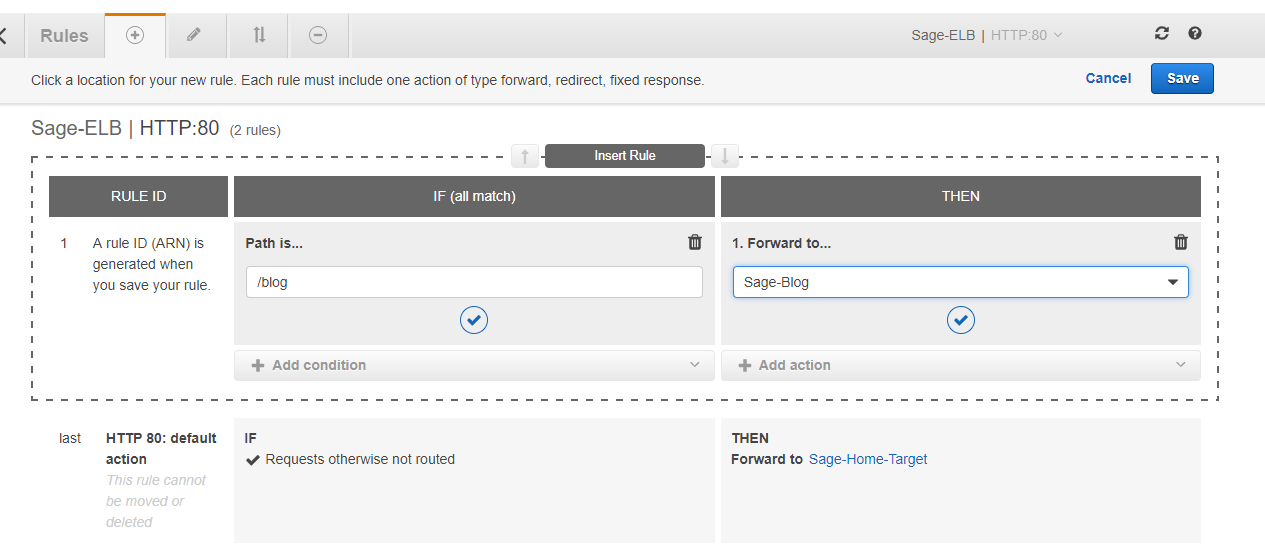 Rules
Sage-ELB | HTTP:80
Click a location for your new rule. Each rule must include one action of type forward, redirect, fixed response.
Cancel
Save
Sage-ELB | HTTP:80 (2 rules)
Insert Rule
RULE ID
IF (all match)
THEN
1
A rule ID (ARN) is
generated when
you save your rule.
Path is...
/blog
Add condition
1. Forward to...
Sage-Blog
Add action
last
HTTP 80: default
action
This rule cannot
be moved or
deleted
IF
Requests otherwise not routed
THEN
Forward to Sage-Home-Target